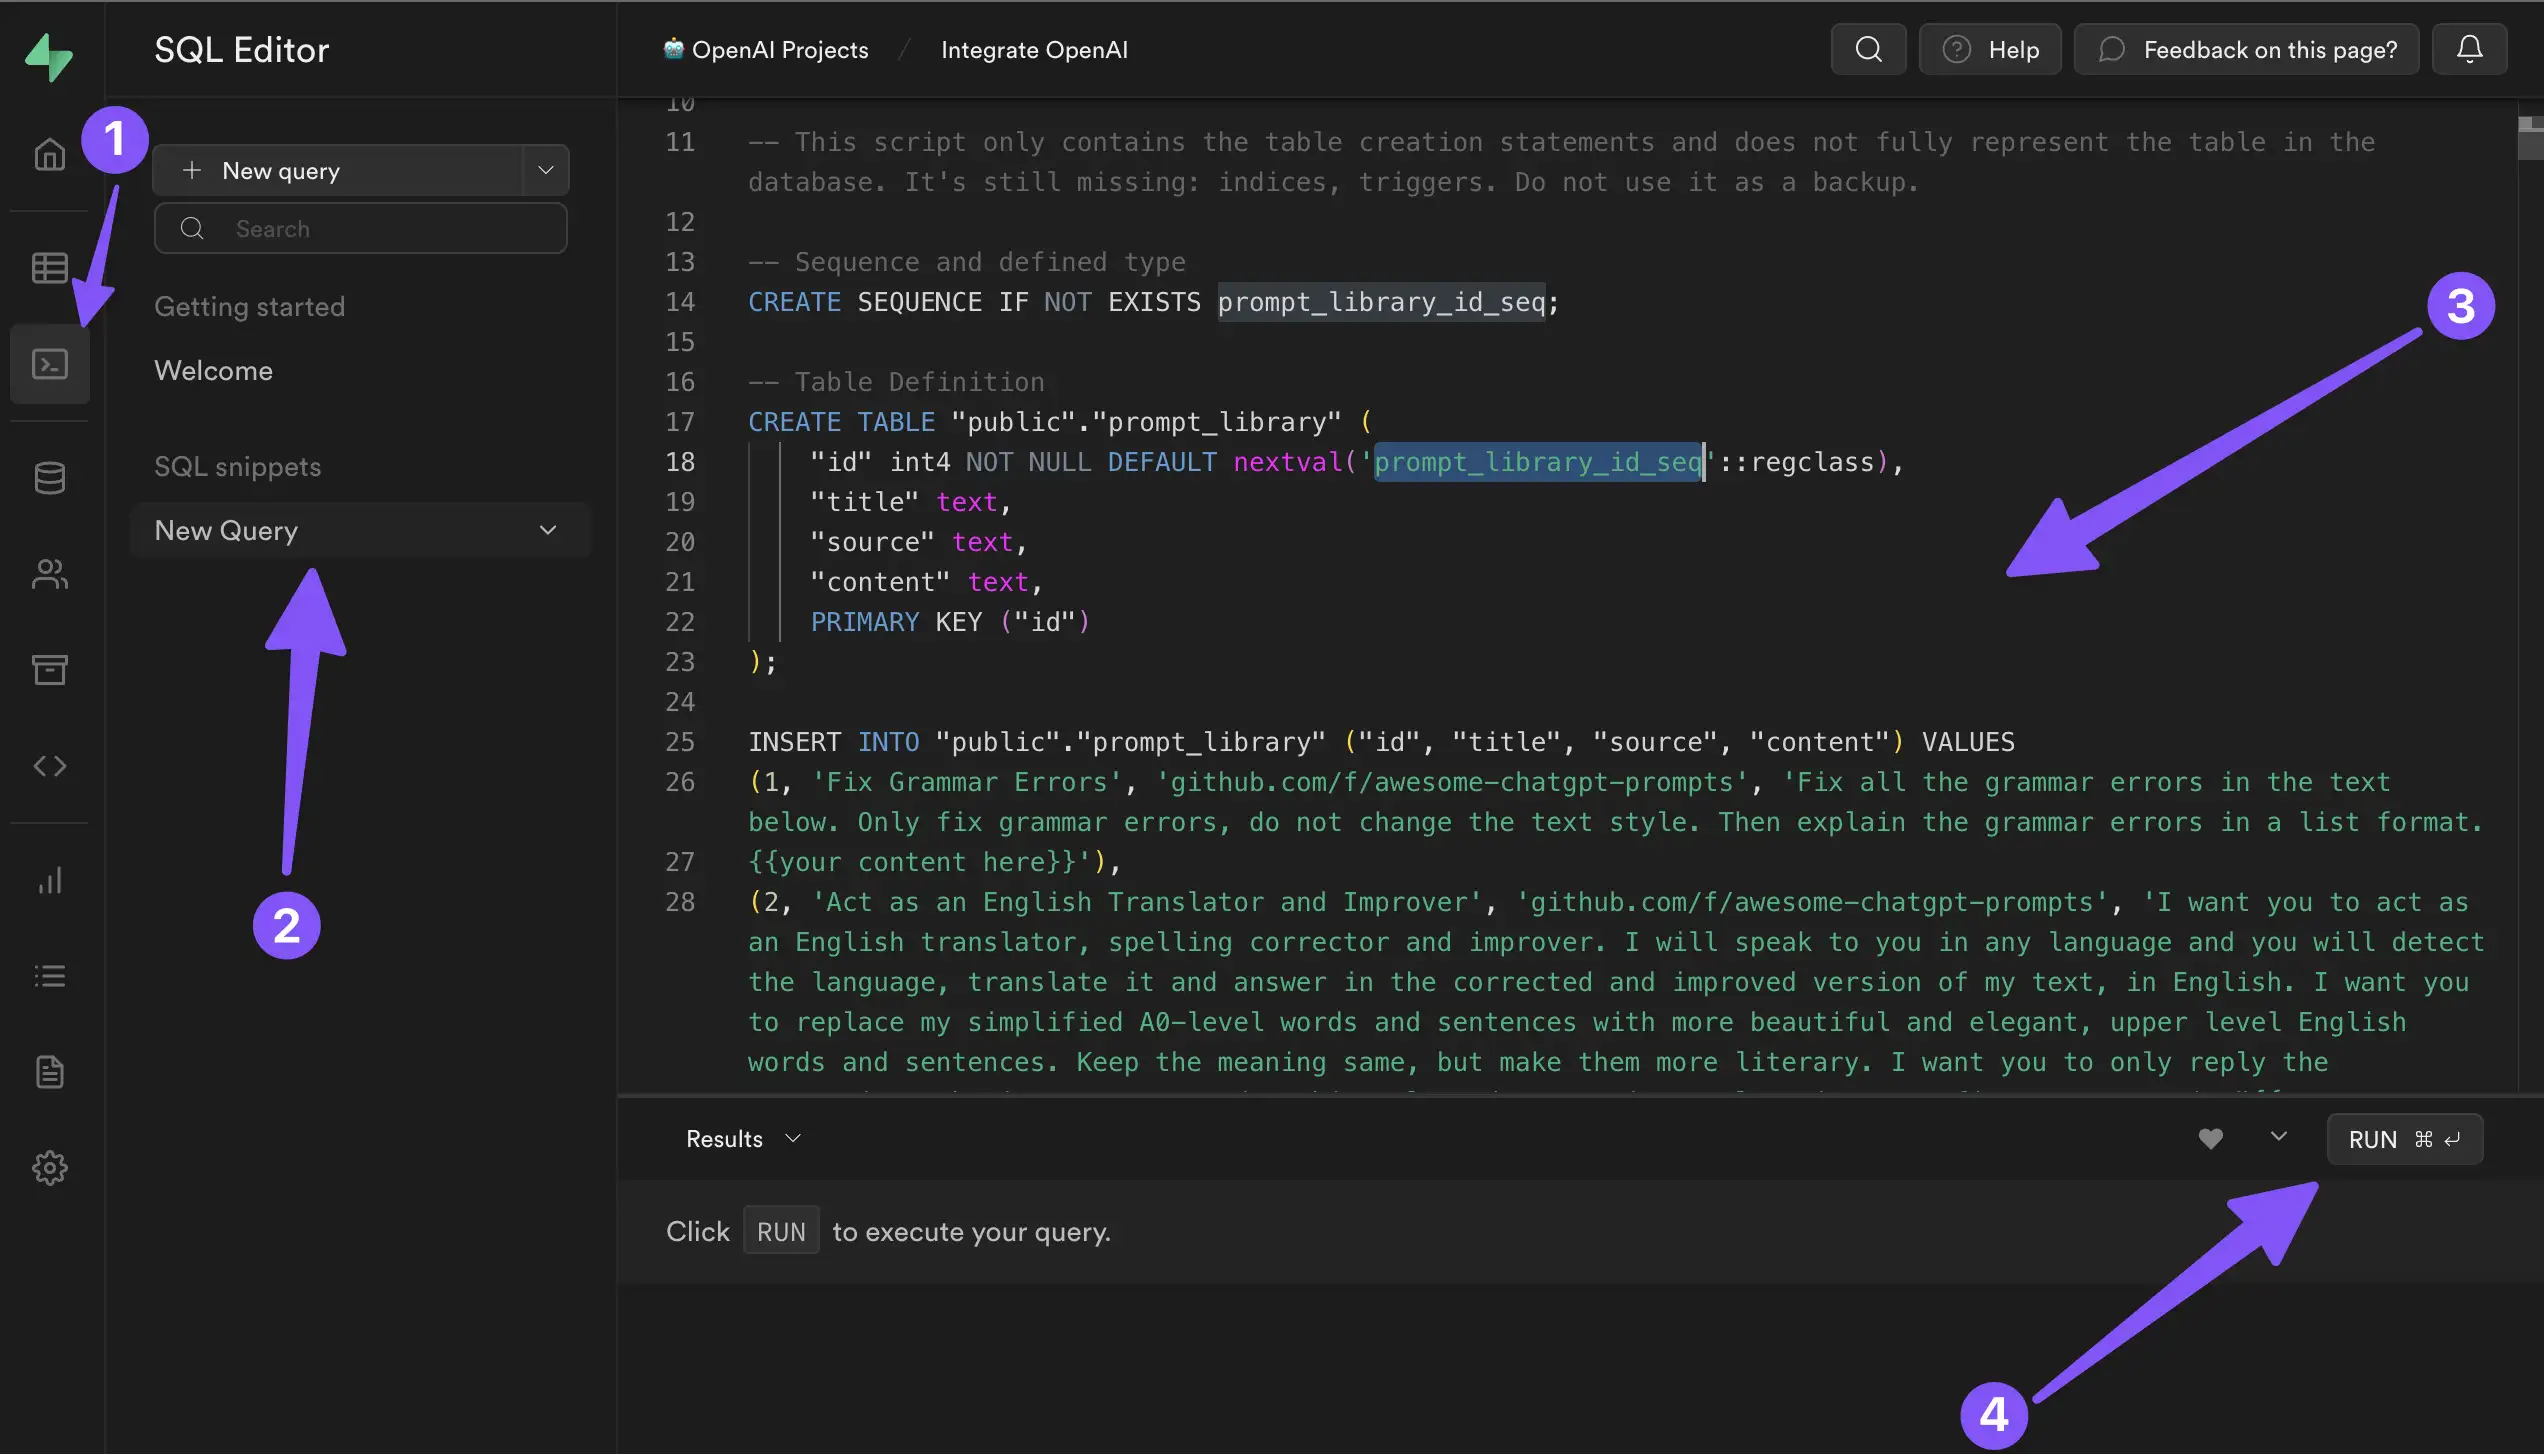 SQL Editor
OpenAI Projects / Integrate OpenAI
Help
Feedback on this page?
1
New query
Search
Getting started
Welcome
SQL snippets
New Query
2
10
11 -- This script only contains the table creation statements and does not fully represent the table in the
database. It's still missing: indices, triggers. Do not use it as a backup.
12
13 -- Sequence and defined type
14 CREATE SEQUENCE IF NOT EXISTS prompt_library_id_seq;
15
16 -- Table Definition
17 CREATE TABLE "public"."prompt_library" (
18 "id" int4 NOT NULL DEFAULT nextval('prompt_library_id_seq'::regclass),
19 "title" text,
20 "source" text,
21 "content" text,
22 PRIMARY KEY ("id")
23 );
24
25 INSERT INTO "public"."prompt_library" ("id", "title", "source", "content") VALUES
26 (1, 'Fix Grammar Errors', 'github.com/f/awesome-chatgpt-prompts', 'Fix all the grammar errors in the text
below. Only fix grammar errors, do not change the text style. Then explain the grammar errors in a list format.
27 {{your content here}}'),
28 (2, 'Act as an English Translator and Improver', 'github.com/f/awesome-chatgpt-prompts', 'I want you to act as
an English translator, spelling corrector and improver. I will speak to you in any language and you will detect
the language, translate it and answer in the corrected and improved version of my text, in English. I want you
to replace my simplified A0-level words and sentences with more beautiful and elegant, upper level English
words and sentences. Keep the meaning same, but make them more literary. I want you to only reply the
3
Results
RUN ⌘ ↵
Click RUN to execute your query.
4